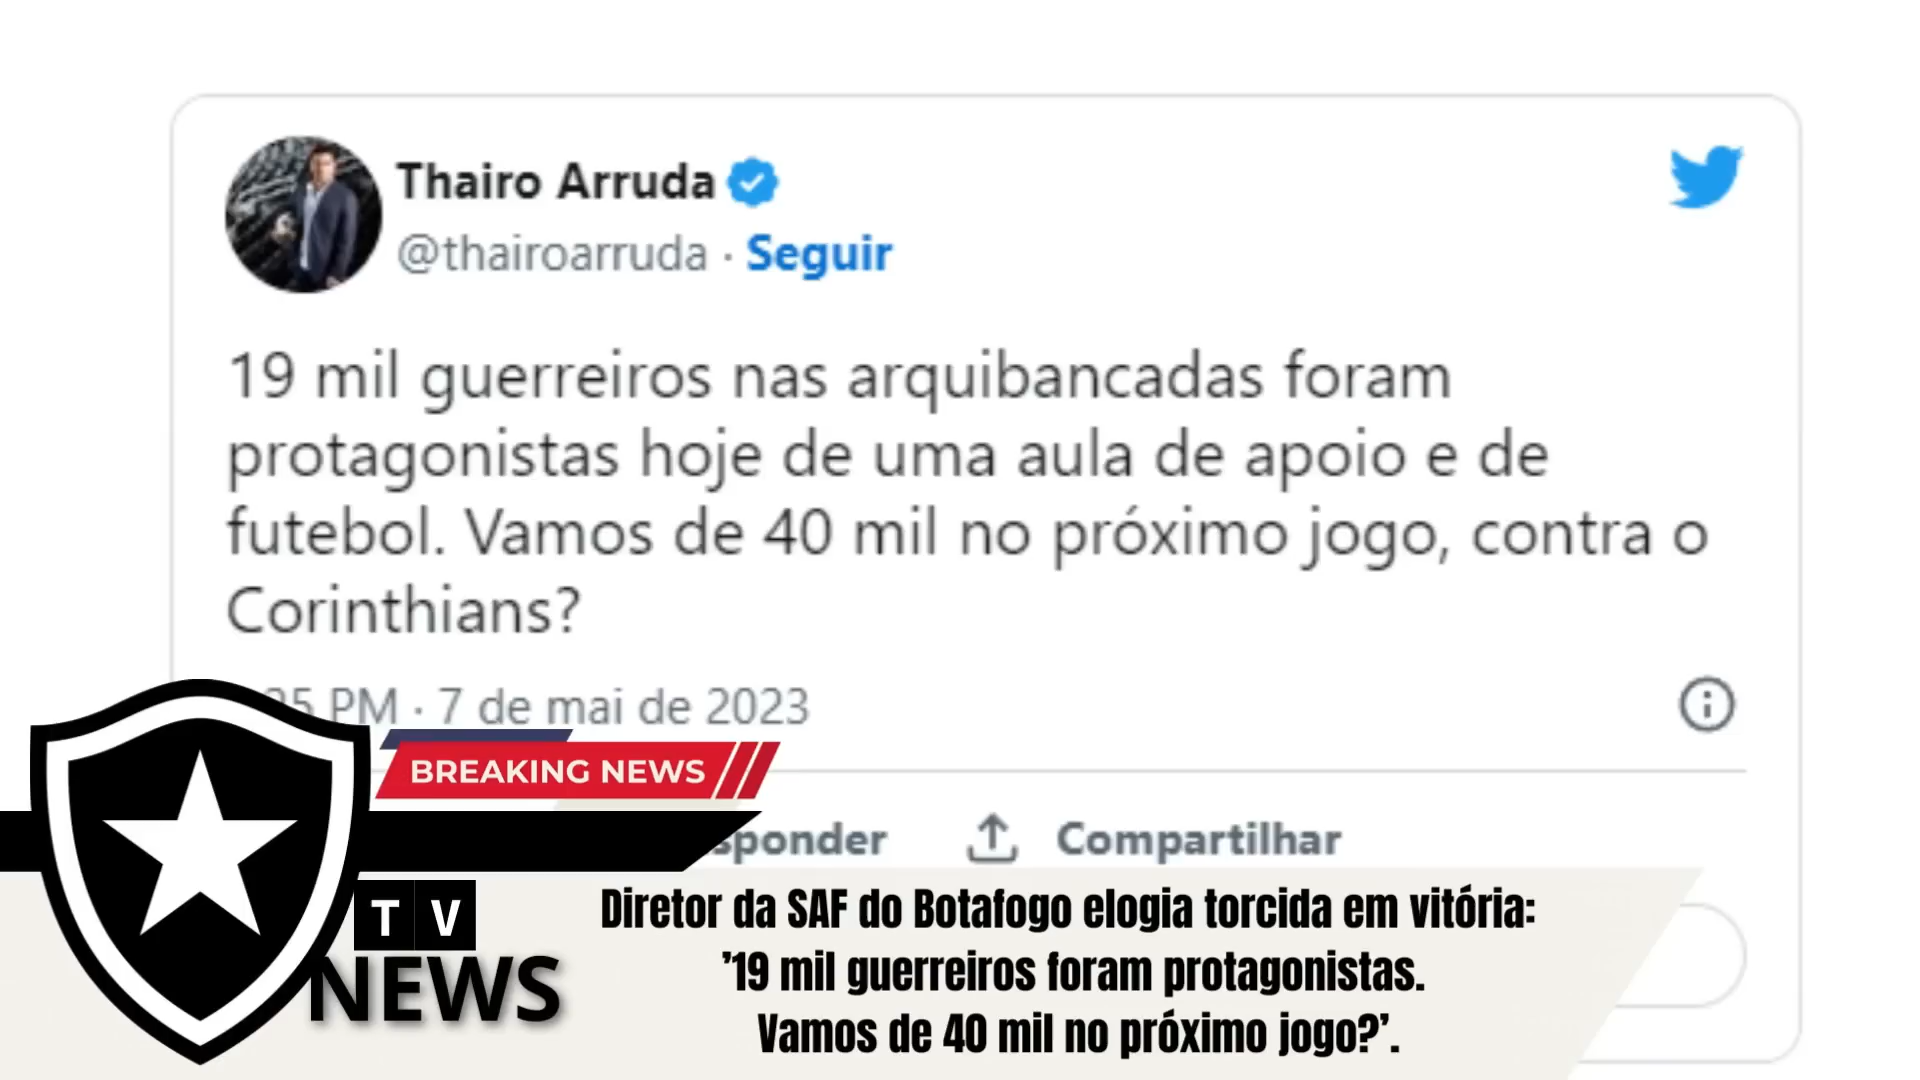 Thairo Arruda
@thairoarruda · Seguir
19 mil guerreiros nas arquibancadas foram
protagonistas hoje de uma aula de apoio e de
futebol. Vamos de 40 mil no próximo jogo, contra o
Corinthians?
PM · 7 de mai de 2023
BREAKING NEWS
Compartilhar
TV
NEWS
Diretor da SAF do Botafogo elogia torcida em vitória:
’19 mil guerreiros foram protagonistas.
Vamos de 40 mil no próximo jogo?’.